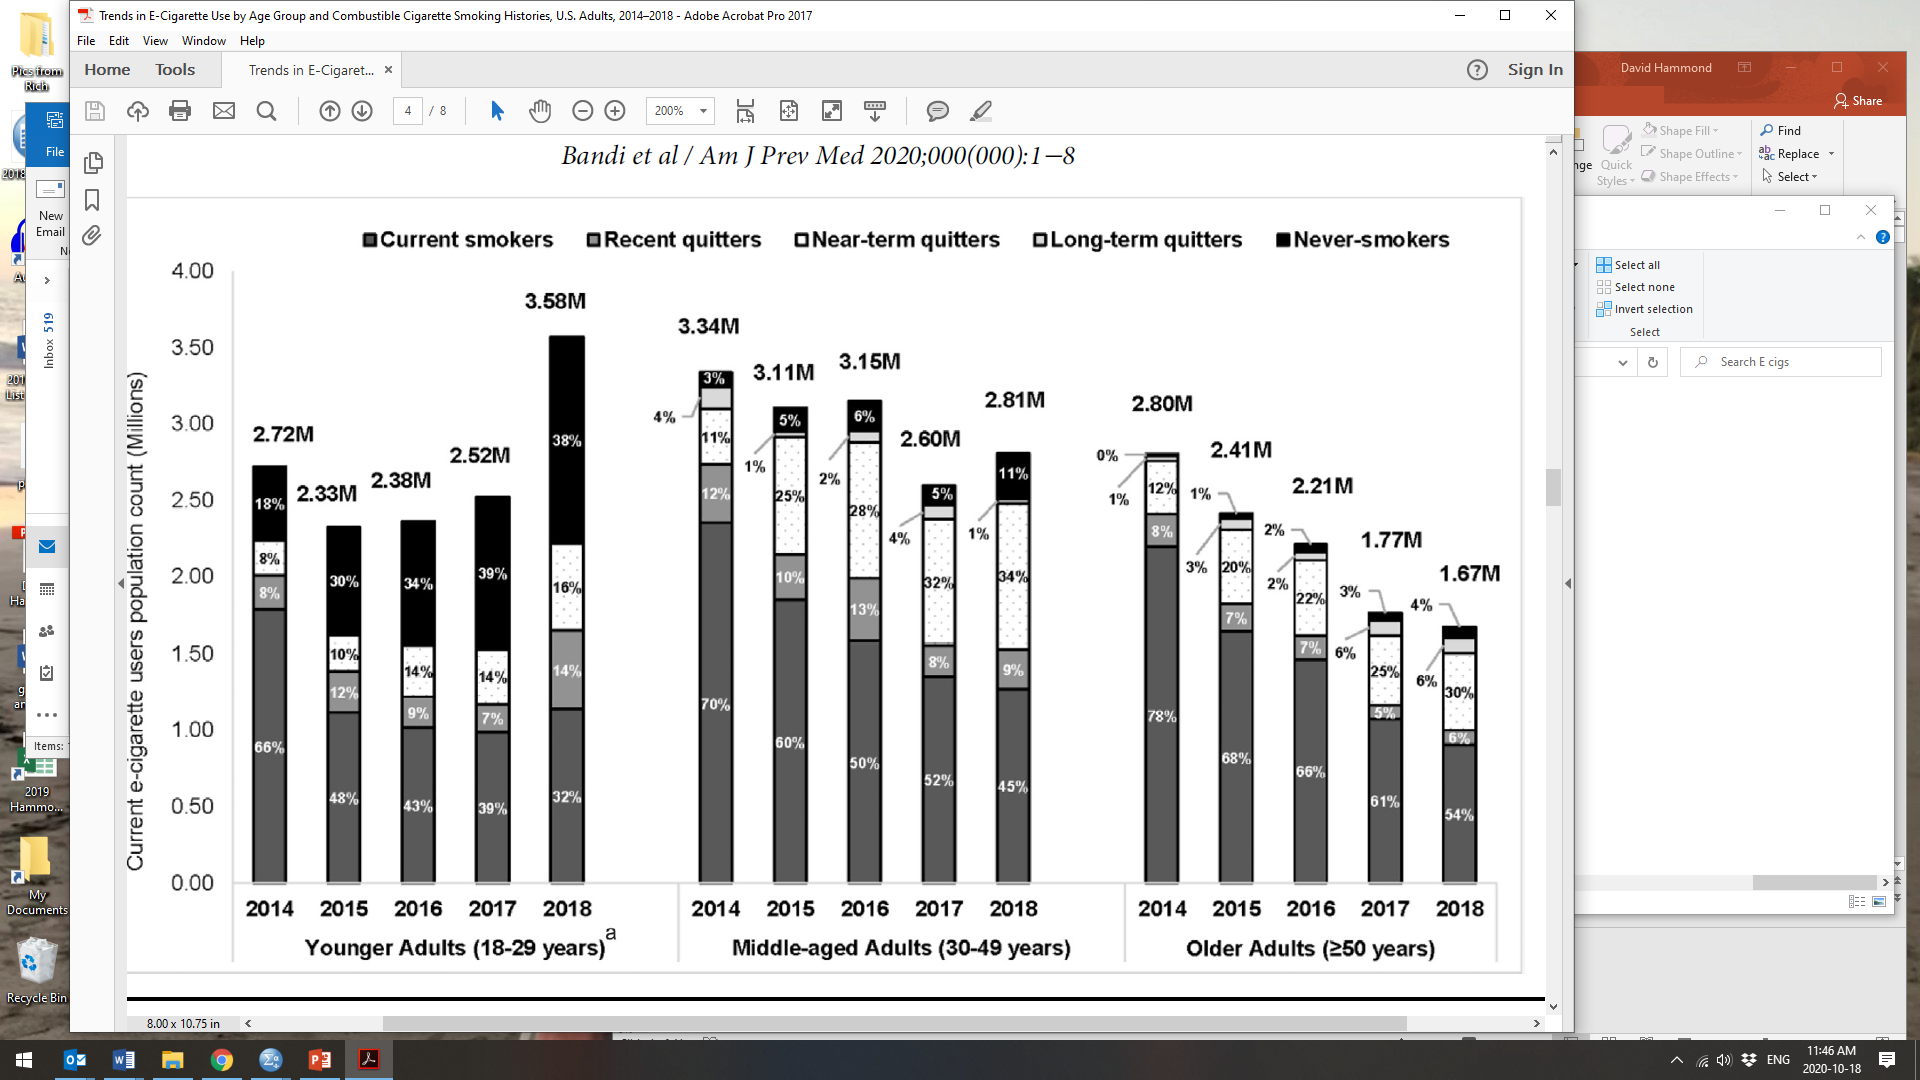 Trends in E-Cigarette Use by Age Group and Combustible Cigarette Smoking Histories, U.S. Adults, 2014–2018 - Adobe Acrobat Pro 2017
File Edit View Window Help
Home Tools Trends in E-Cigaret... × Sign In
4 / 8 200%
Bandi et al / Am J Prev Med 2020;000(000):1−8
Current smokers Recent quitters Near-term quitters Long-term quitters Never-smokers
Current e-cigarette users population count (Millions)
4.00
3.50
3.00
2.50
2.00
1.50
1.00
0.50
0.00
2.72M 2.33M 2.38M 2.52M 3.58M
18% 30% 34% 39% 38%
8% 10% 14% 14% 16%
8% 12% 9% 7% 14%
66% 48% 43% 39% 32%
2014 2015 2016 2017 2018
Younger Adults (18-29 years) a
3.34M 3.11M 3.15M 2.60M 2.81M
3% 5% 6% 5% 11%
4% 1% 2% 4% 1%
11% 25% 28% 32% 34%
12% 10% 13% 8% 9%
70% 60% 50% 52% 45%
2014 2015 2016 2017 2018
Middle-aged Adults (30-49 years)
2.80M 2.41M 2.21M 1.77M 1.67M
0% 1% 2% 3% 4%
1% 3% 2% 6% 6%
12% 20% 22% 25% 30%
8% 7% 7% 5% 6%
78% 68% 66% 61% 54%
2014 2015 2016 2017 2018
Older Adults (≥50 years)
8.00 x 10.75 in
Pics from
Rich
File
New
Email
Inbox 519
Items:
2019
Hammo...
My
Documents
Recycle Bin
David Hammond
Share
Quick
Styles
Shape Fill
Shape Outline
Shape Effects
Find
Replace
Select
Select all
Select none
Invert selection
Select
Search E cigs
ENG
11:46 AM
2020-10-18